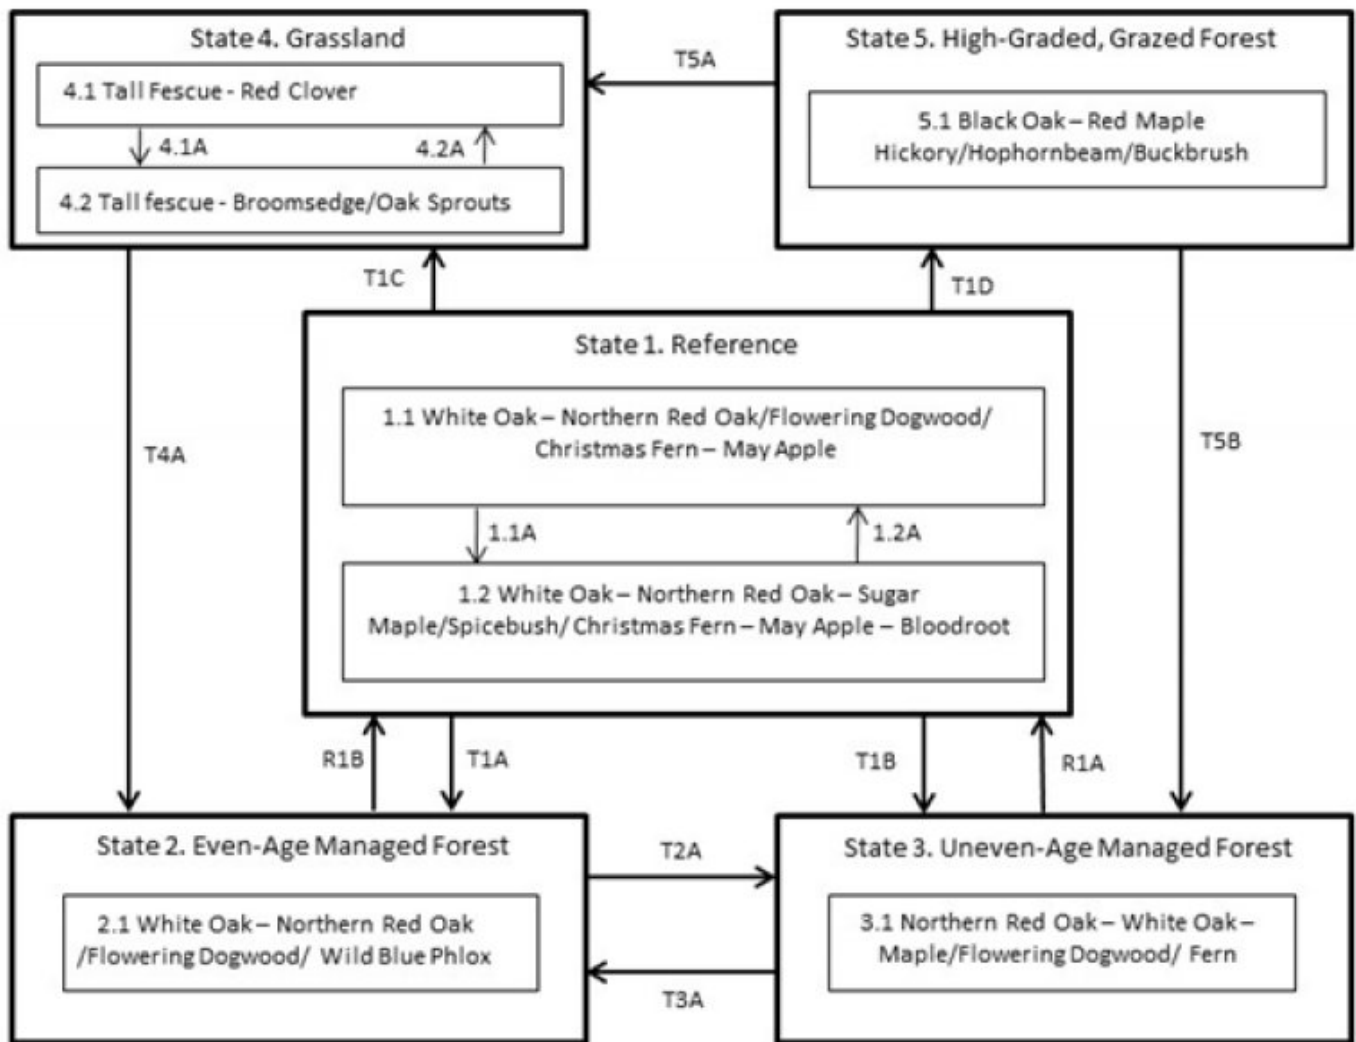 State 4. Grassland
4.1 Tall Fescue - Red Clover
4.1A
4.2A
4.2 Tall fescue - Broomsedge/Oak Sprouts
T5A
State 5. High-Graded, Grazed Forest
5.1 Black Oak – Red Maple
Hickory/Hophornbeam/Buckbrush
T1C
T1D
State 1. Reference
1.1 White Oak – Northern Red Oak/Flowering Dogwood/
Christmas Fern – May Apple
1.1A
1.2A
1.2 White Oak – Northern Red Oak – Sugar
Maple/Spicebush/ Christmas Fern – May Apple – Bloodroot
T4A
T5B
R1B
T1A
T1B
R1A
State 2. Even-Age Managed Forest
2.1 White Oak – Northern Red Oak
/Flowering Dogwood/ Wild Blue Phlox
T2A
T3A
State 3. Uneven-Age Managed Forest
3.1 Northern Red Oak – White Oak –
Maple/Flowering Dogwood/ Fern